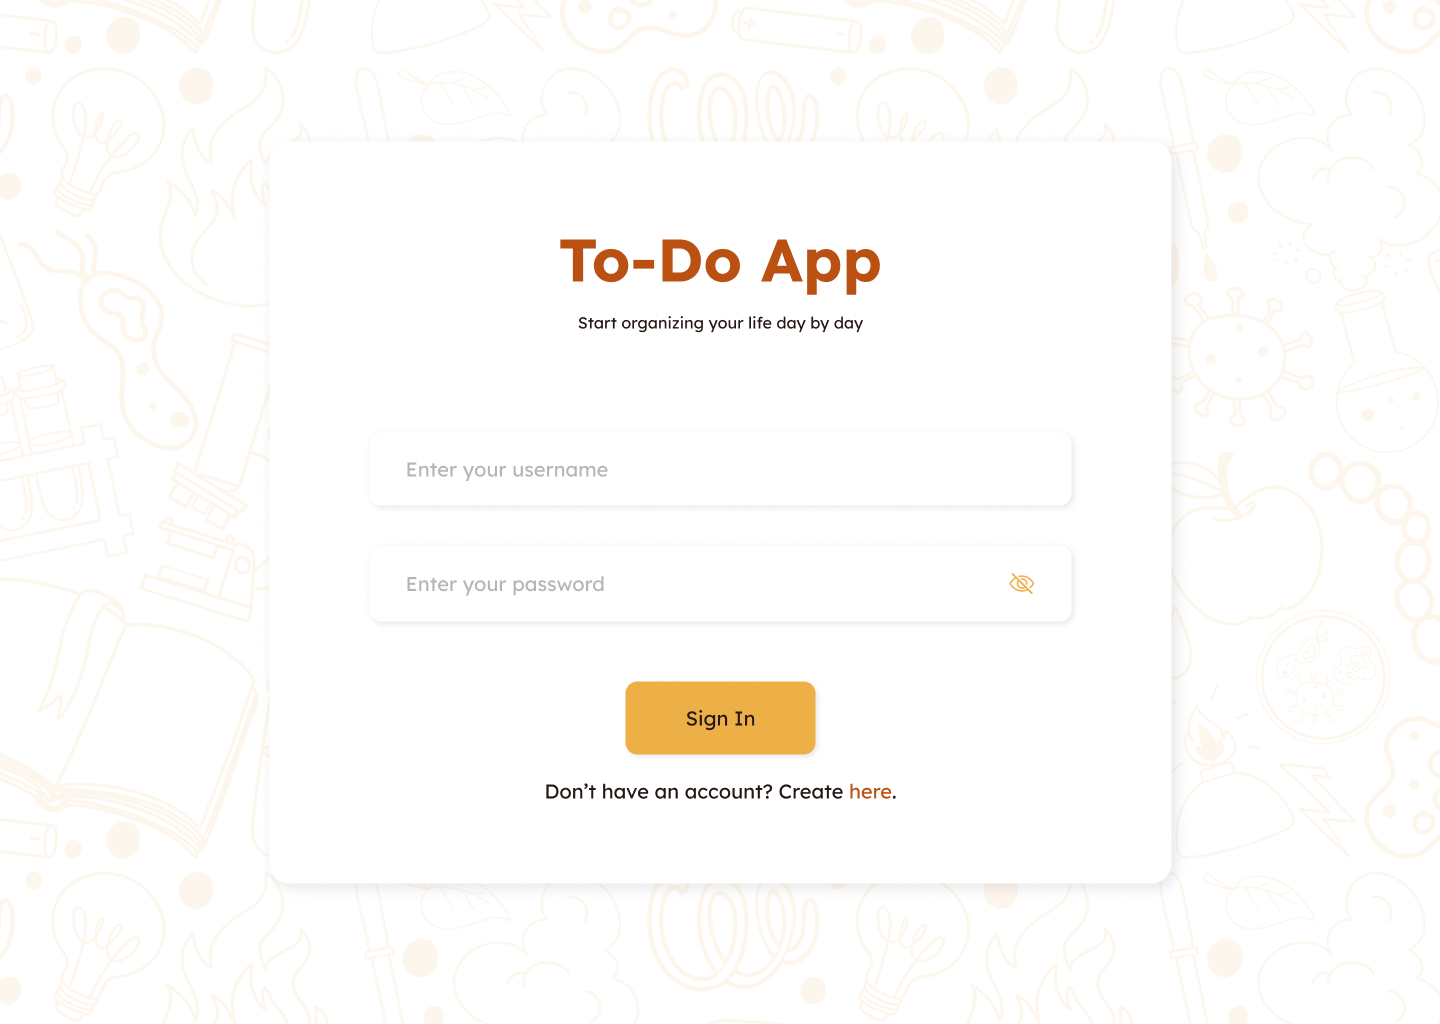 To-Do App
Start organizing your life day by day
Enter your username
Enter your password
Sign In
Don’t have an account? Create here.